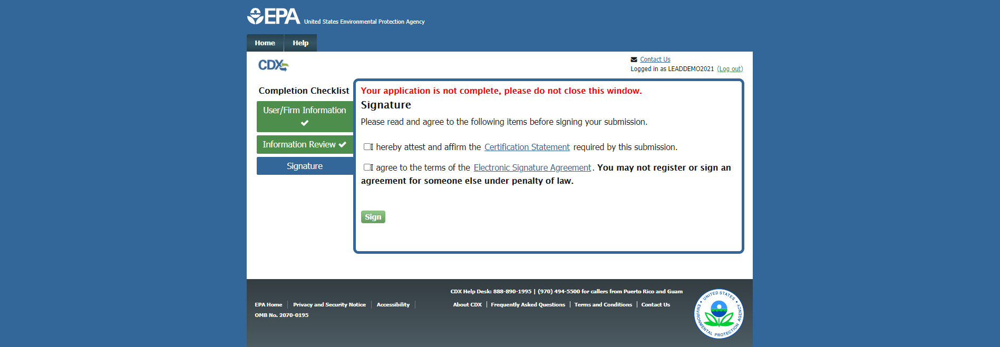 EPA United States Environmental Protection Agency
Home Help
CDX
Contact Us
Logged in as LEADDEMO2021 (Log out)
Completion Checklist
User/Firm Information
Information Review
Signature
Your application is not complete, please do not close this window.
Signature
Please read and agree to the following items before signing your submission.
I hereby attest and affirm the Certification Statement required by this submission.
I agree to the terms of the Electronic Signature Agreement. You may not register or sign an
agreement for someone else under penalty of law.
Sign
CDX Help Desk: 888-890-1995 | (970) 494-5500 for callers from Puerto Rico and Guam
EPA Home Privacy and Security Notice Accessibility
About CDX Frequently Asked Questions Terms and Conditions Contact Us
OMB No. 2070-0195
UNITED STATES
ENVIRONMENTAL PROTECTION AGENCY